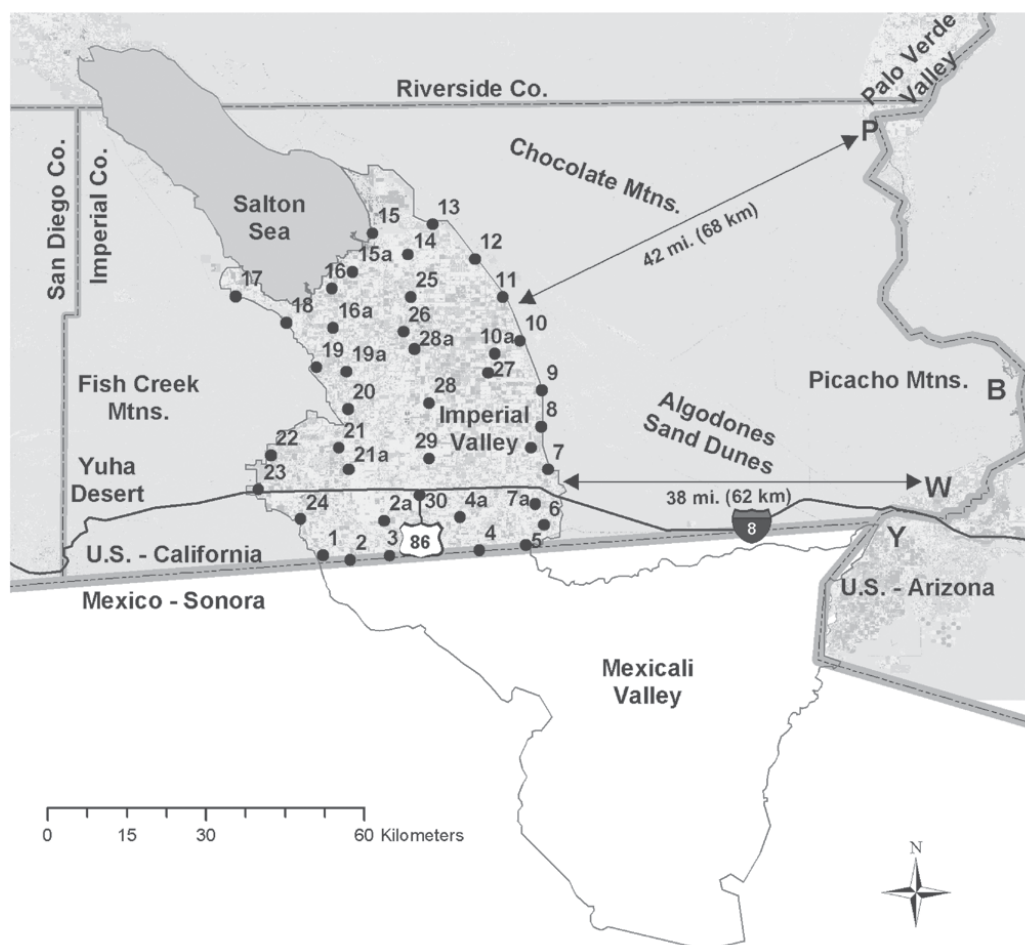 Riverside Co.
Palo Verde
Valley
P
San Diego Co.
Imperial Co.
Chocolate Mtns.
42 mi. (68 km)
Salton
Sea
15
13
14
12
15a
16
17
25
11
18
16a
26
10
28a
10a
19
19a
27
9
Fish Creek
Mtns.
20
28
Picacho Mtns.
B
8
Imperial
Valley
Algodones
Sand Dunes
21
22
29
7
21a
23
Yuha
Desert
W
38 mi. (62 km)
24
2a
30
4a
7a
6
8
86
1
2
3
4
5
Y
U.S. - California
Mexico - Sonora
U.S. - Arizona
Mexicali
Valley
0 15 30 60 Kilometers
N